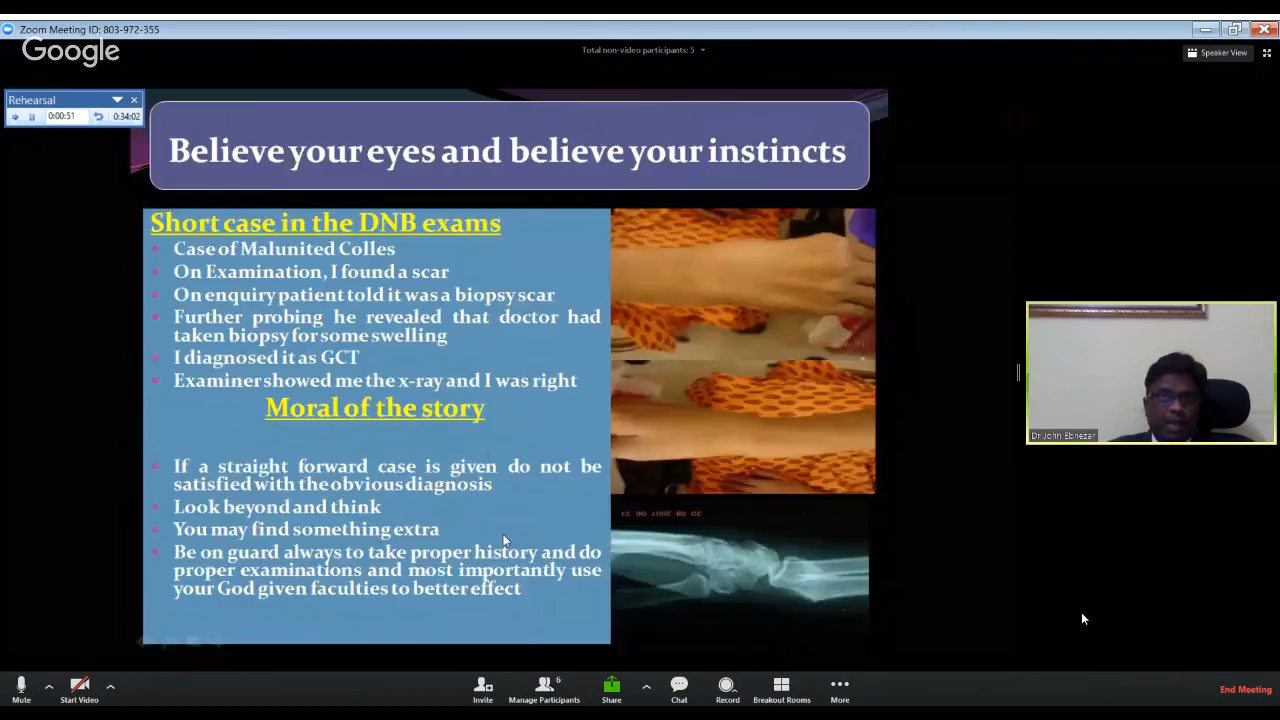 Zoom Meeting ID: 803-972-355
Google
Total non-video participants: 5
Speaker View
Rehearsal
0:00:51
0:34:02
Believe your eyes and believe your instincts
Short case in the DNB exams
Case of Malunited Colles
On Examination, I found a scar
On enquiry patient told it was a biopsy scar
Further probing he revealed that doctor had
taken biopsy for some swelling
I diagnosed it as GCT
Examiner showed me the x-ray and I was right
Moral of the story
If a straight forward case is given do not be
satisfied with the obvious diagnosis
Look beyond and think
You may find something extra
Be on guard always to take proper history and do
proper examinations and most importantly use
your God given faculties to better effect
Dr John Ebnezar
Mute
Start Video
Invite
6
Manage Participants
Share
Chat
Record
Breakout Rooms
More
End Meeting